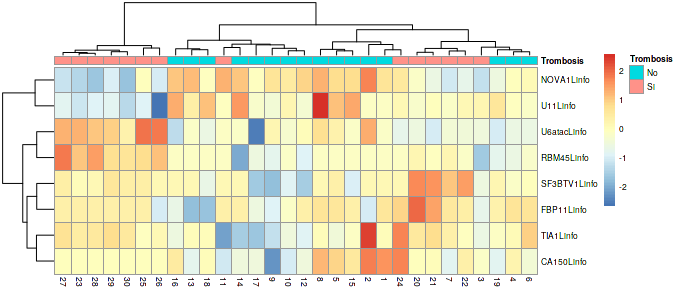 Trombosis
NOVA1Linfo
U11Linfo
U6atacLinfo
RBM45Linfo
SF3BTV1Linfo
FBP11Linfo
TIA1Linfo
CA150Linfo
27 23 28 29 30 25 26 16 13 18 11 14 17 9 10 12 8 5 15 2 1 24 20 21 7 22 3 19 4 6
2
1
0
-1
-2
Trombosis
No
SI